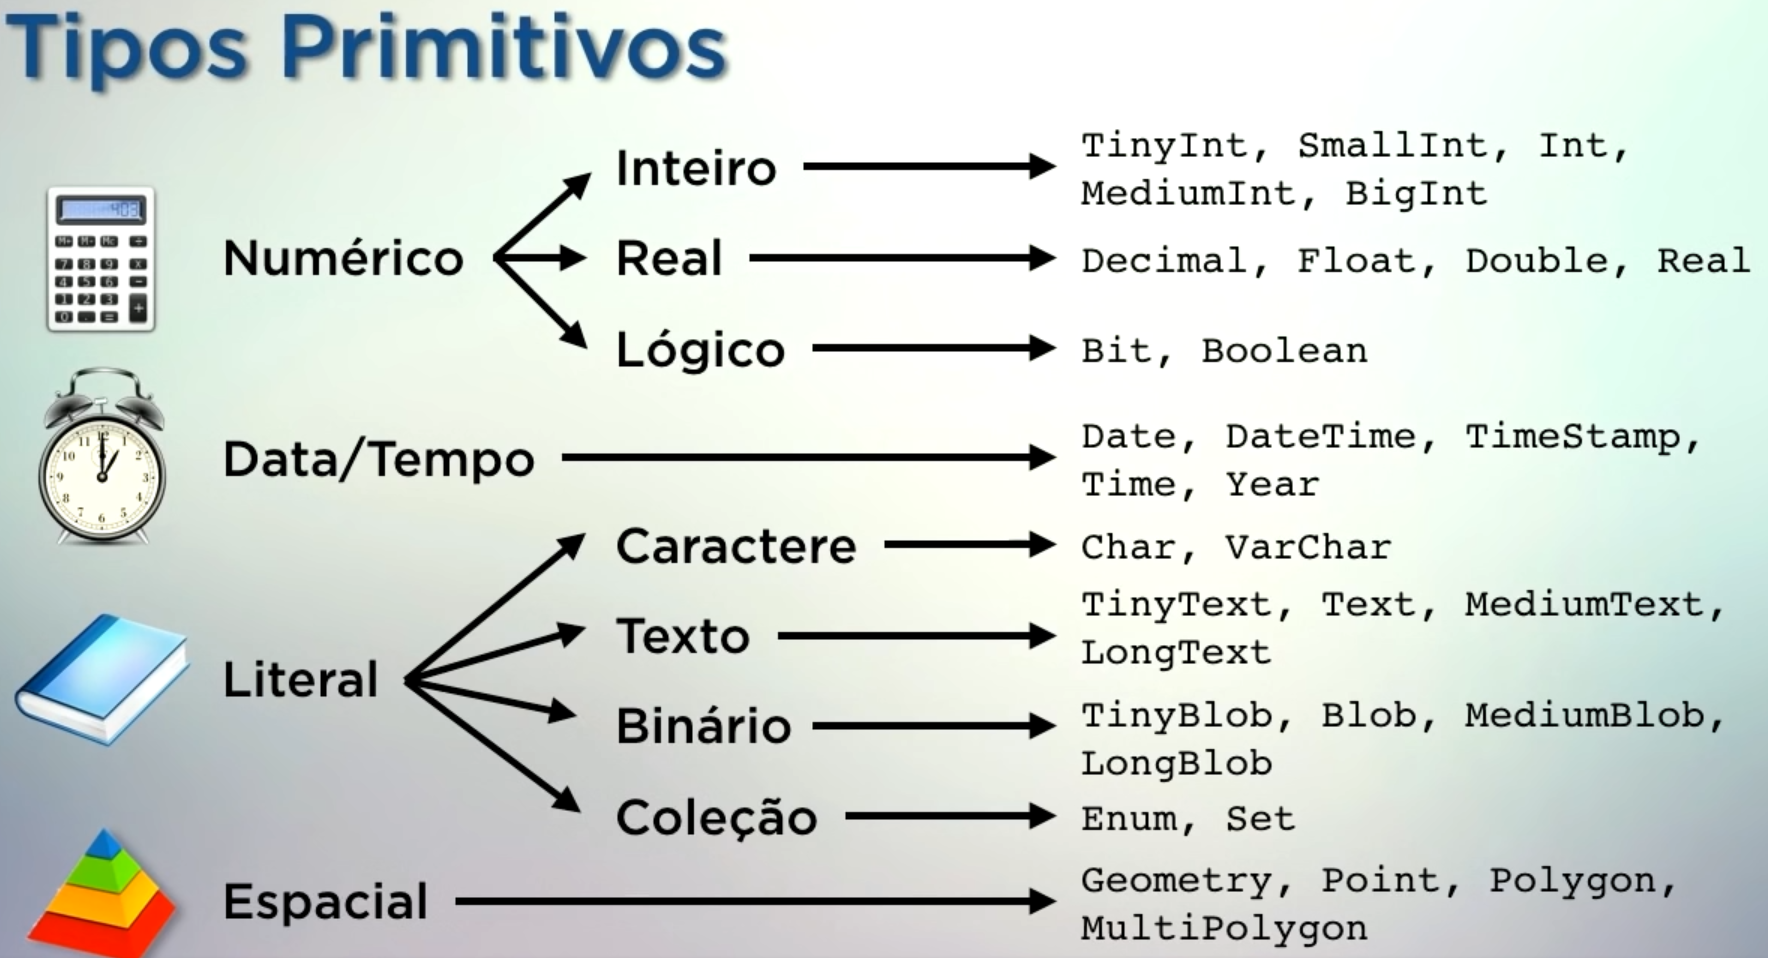 Tipos Primitivos
Numérico
Inteiro
TinyInt, SmallInt, Int,
MediumInt, BigInt
Real
Decimal, Float, Double, Real
Lógico
Bit, Boolean
Data/Tempo
Date, DateTime, TimeStamp,
Time, Year
Literal
Caractere
Char, VarChar
Texto
TinyText, Text, MediumText,
LongText
Binário
TinyBlob, Blob, MediumBlob,
LongBlob
Coleção
Enum, Set
Espacial
Geometry, Point, Polygon,
MultiPolygon